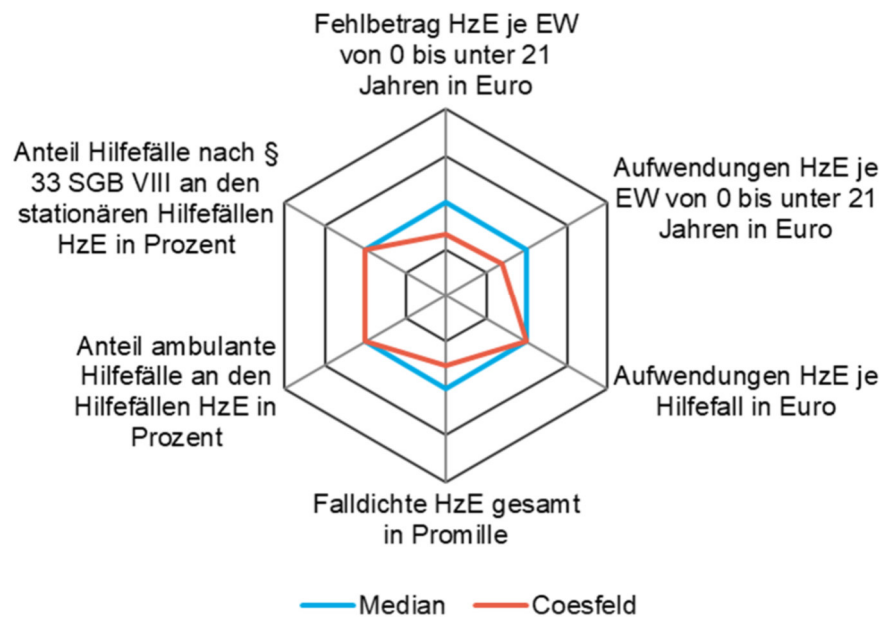 Fehlbetrag HzE je EW
von 0 bis unter 21
Jahren in Euro
Aufwendungen HzE je
EW von 0 bis unter 21
Jahren in Euro
Aufwendungen HzE je
Hilfefall in Euro
Falldichte HzE gesamt
in Promille
Anteil ambulante
Hilfefälle an den
Hilfefällen HzE in
Prozent
Anteil Hilfefälle nach §
33 SGB VIII an den
stationären Hilfefällen
HzE in Prozent
Median
Coesfeld